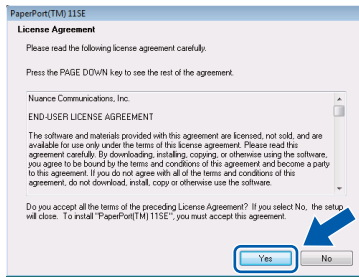 PaperPort(TM) 11SE
License Agreement
Please read the following license agreement carefully.
Press the PAGE DOWN key to see the rest of the agreement.
Nuance Communications, Inc.
END-USER LICENSE AGREEMENT
The software and materials provided with this agreement are licensed, not sold, and are
available for use only under the terms of this license agreement. Please read this
agreement carefully. By downloading, installing, copying, or otherwise using the software,
you agree to be bound by the terms and conditions of this agreement and become a party
to this agreement. If you do not agree with all of the terms and conditions of this
agreement, do not download, install, copy or otherwise use the software.
Do you accept all the terms of the preceding License Agreement? If you select No, the setup
will close. To install "PaperPort(TM) 11SE", you must accept this agreement.
Yes
No